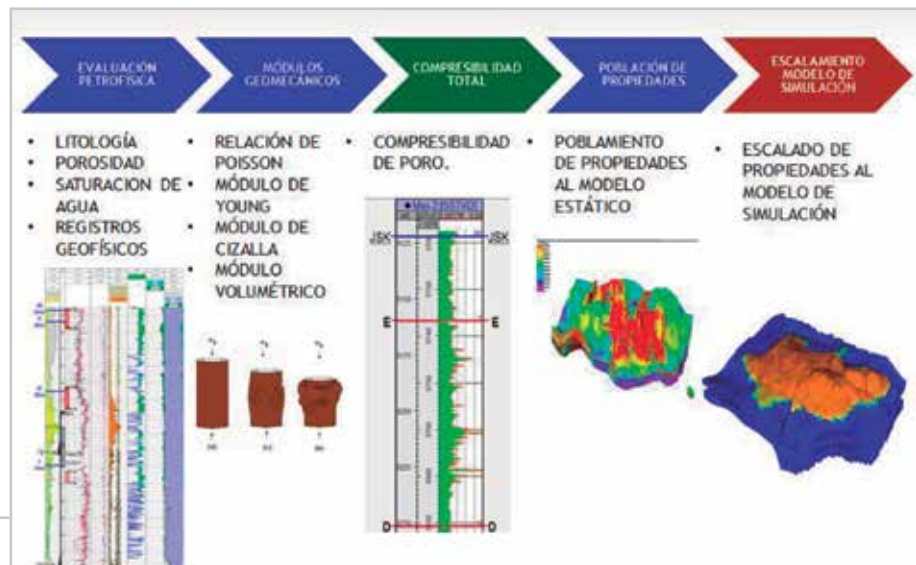 EVALUACIÓN
PETROFÍSICA
MÓDULOS
GEOMECÁNICOS
COMPRESIBILIDAD
TOTAL
POBLACIÓN DE
PROPIEDADES
ESCALAMIENTO
MODELO DE
SIMULACIÓN
• LITOLOGÍA
• POROSIDAD
• SATURACION DE
AGUA
• REGISTROS
GEOFÍSICOS
• RELACIÓN DE
POISSON
• MÓDULO DE
YOUNG
• MÓDULO DE
CIZALLA
• MÓDULO
VOLUMÉTRICO
• COMPRESIBILIDAD
DE PORO.
• POBLAMIENTO
DE PROPIEDADES
AL MODELO
ESTÁTICO
• ESCALADO DE
PROPIEDADES AL
MODELO DE
SIMULACIÓN
JSK JSK
E E
D D